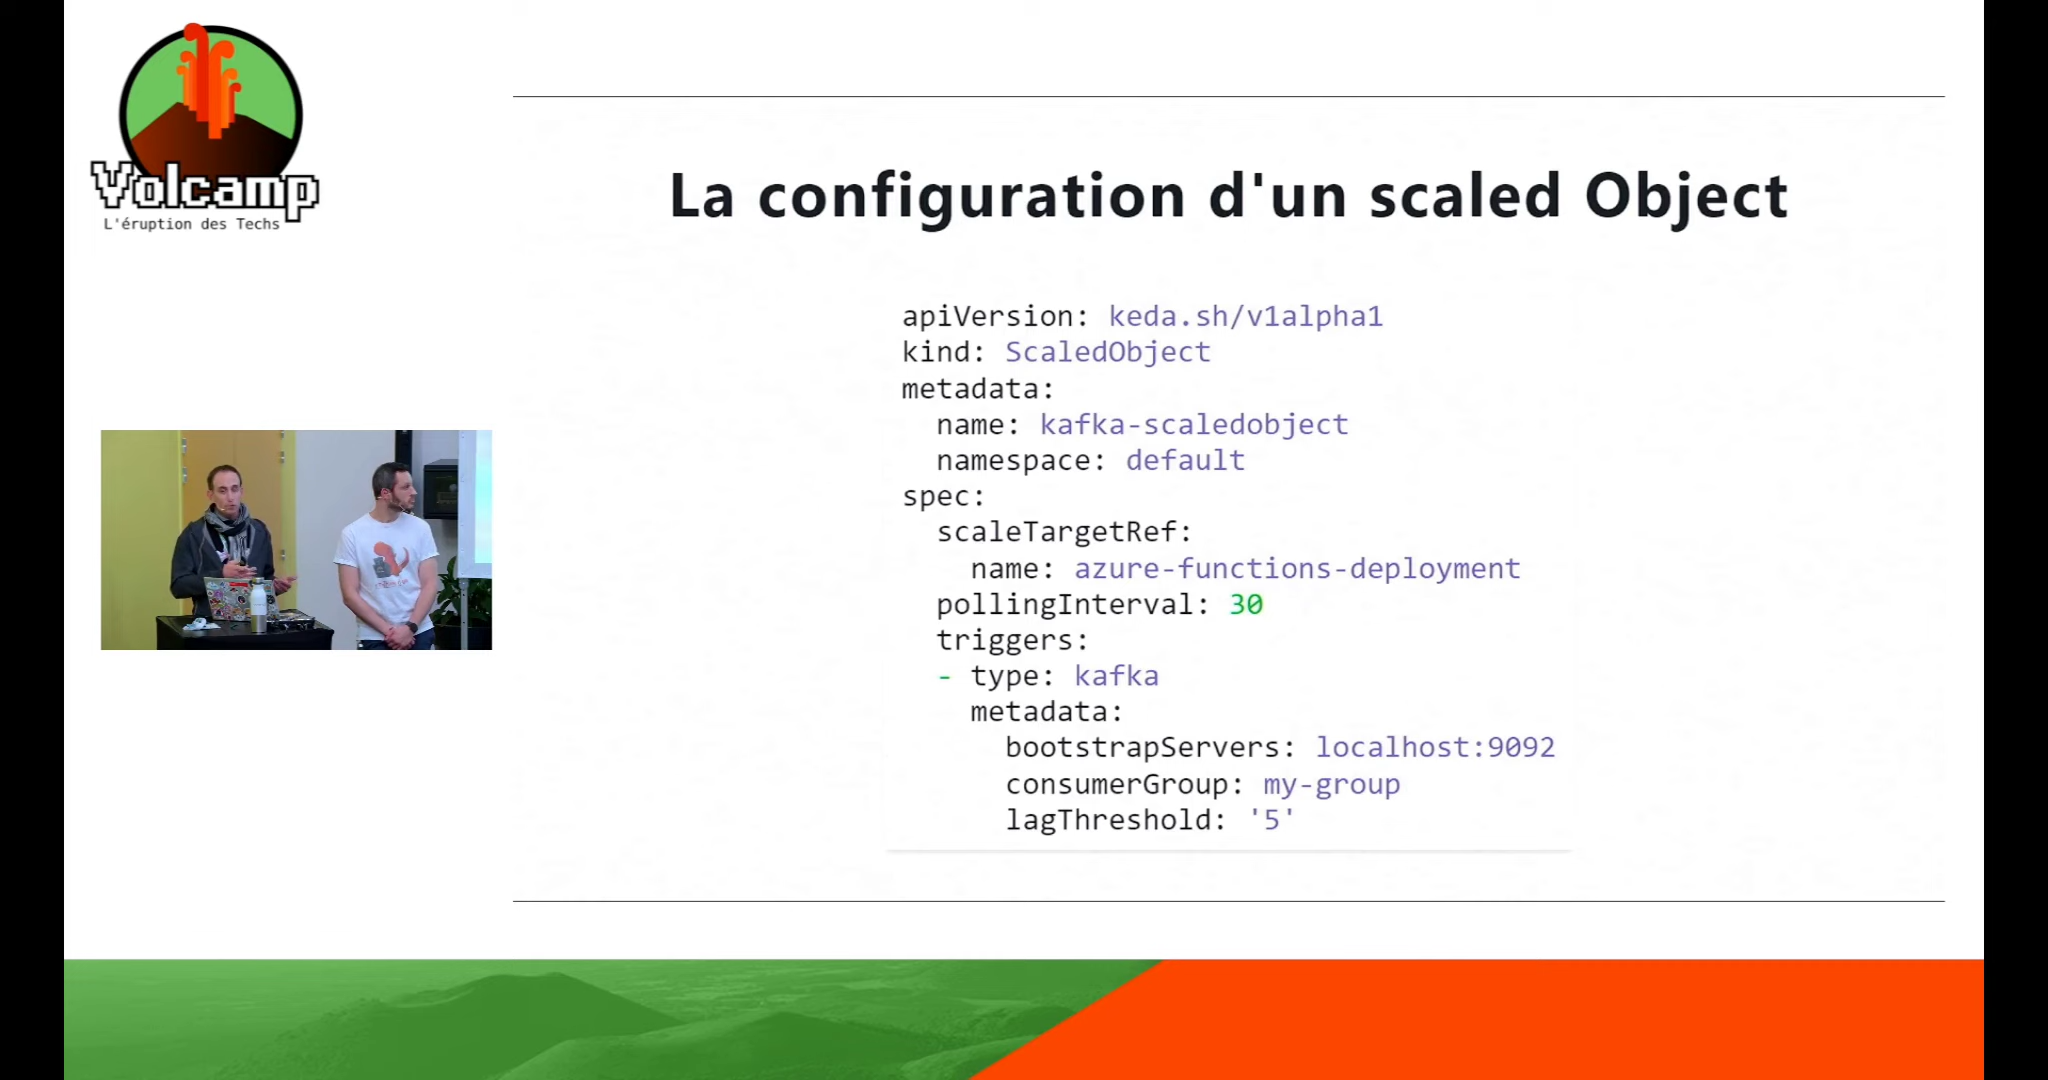 Volcamp
L'éruption des Techs
La configuration d'un scaled Object
apiVersion: keda.sh/v1alpha1
kind: ScaledObject
metadata:
  name: kafka-scaledobject
  namespace: default
spec:
  scaleTargetRef:
    name: azure-functions-deployment
  pollingInterval: 30
  triggers:
  - type: kafka
    metadata:
      bootstrapServers: localhost:9092
      consumerGroup: my-group
      lagThreshold: '5'